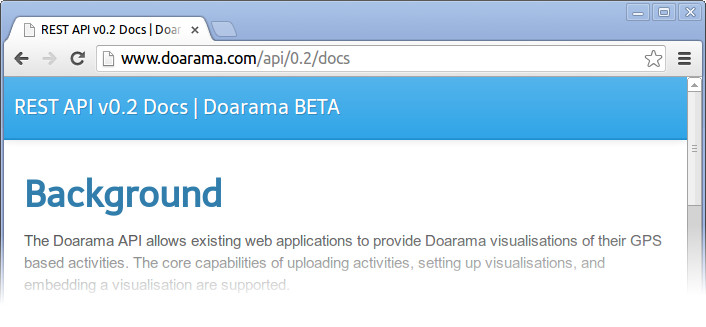 REST API v0.2 Docs | Doar
www.doarama.com/api/0.2/docs
REST API v0.2 Docs | Doarama BETA
Background
The Doarama API allows existing web applications to provide Doarama visualisations of their GPS
based activities. The core capabilities of uploading activities, setting up visualisations, and
embedding a visualisation are supported.